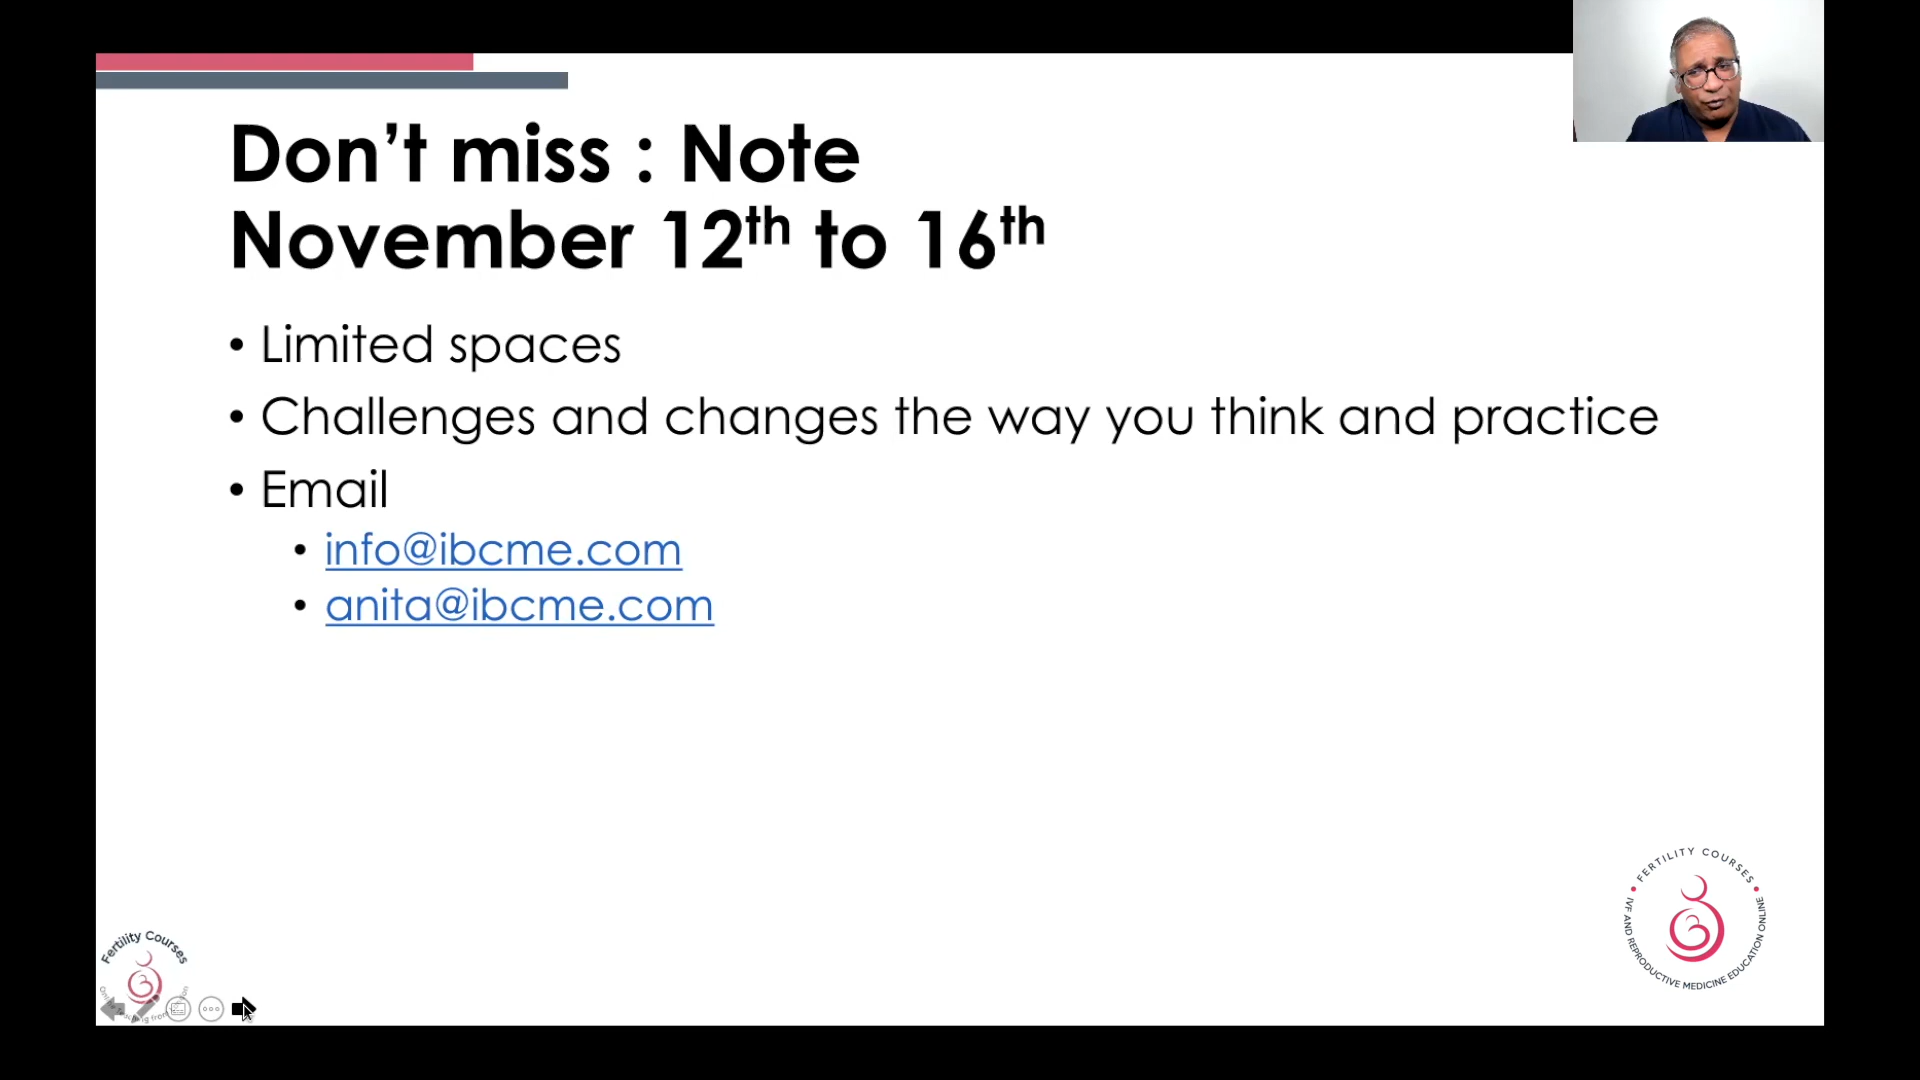 Don’t miss : Note
November 12th to 16th
• Limited spaces
• Challenges and changes the way you think and practice
• Email
• info@ibcme.com
• anita@ibcme.com
FERTILITY COURSES
IVF AND REPRODUCTIVE MEDICINE EDUCATION ONLINE
Fertility Courses